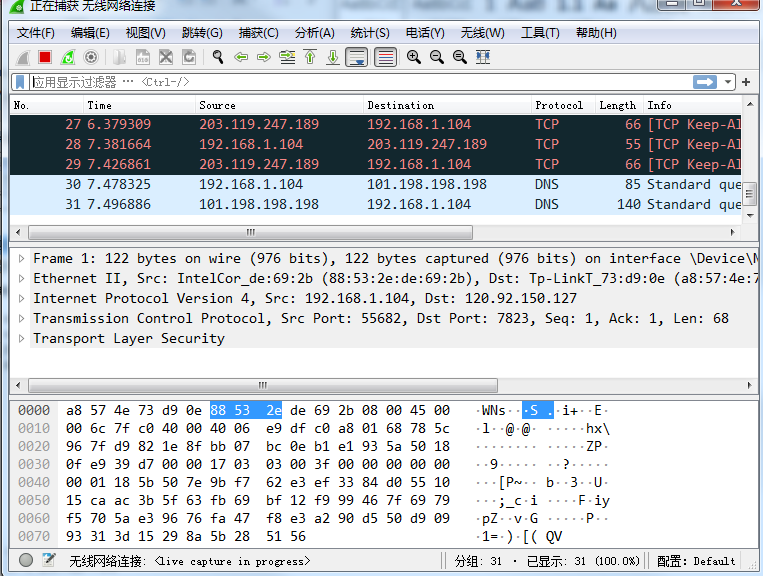 正在捕获 无线网络连接
文件(F) 编辑(E) 视图(V) 跳转(G) 捕获(C) 分析(A) 统计(S) 电话(Y) 无线(W) 工具(T) 帮助(H)
应用显示过滤器 … <Ctrl-/>
No. Time Source Destination Protocol Length Info
27 6.379309 203.119.247.189 192.168.1.104 TCP 66 [TCP Keep-Al
28 7.381664 192.168.1.104 203.119.247.189 TCP 55 [TCP Keep-Al
29 7.426861 203.119.247.189 192.168.1.104 TCP 66 [TCP Keep-Al
30 7.478325 192.168.1.104 101.198.198.198 DNS 85 Standard que
31 7.496886 101.198.198.198 192.168.1.104 DNS 140 Standard que
Frame 1: 122 bytes on wire (976 bits), 122 bytes captured (976 bits) on interface \Device\N
Ethernet II, Src: IntelCor_de:69:2b (88:53:2e:de:69:2b), Dst: Tp-LinkT_73:d9:0e (a8:57:4e:7
Internet Protocol Version 4, Src: 192.168.1.104, Dst: 120.92.150.127
Transmission Control Protocol, Src Port: 55682, Dst Port: 7823, Seq: 1, Ack: 1, Len: 68
Transport Layer Security
0000 a8 57 4e 73 d9 0e 88 53 2e de 69 2b 08 00 45 00 ·WNs···S .·i+··E·
0010 00 6c 7f c0 40 00 40 06 e9 df c0 a8 01 68 78 5c ·l··@·@· ·····hx\
0020 96 7f d9 82 1e 8f bb 07 bc 0e b1 e1 93 5a 50 18 ········ ·····ZP·
0030 0f e9 39 d7 00 00 17 03 03 00 3f 00 00 00 00 00 ··9····· ··?·····
0040 00 01 18 5b 50 7e 9b f7 62 e3 ef 33 84 d0 55 10 ···[P~·· b··3··U·
0050 15 ca ac 3b 5f 63 fb 69 bf 12 f9 99 46 7f 69 79 ···;_c·i ····F·iy
0060 f5 70 5a e3 96 76 fa 47 f8 e3 a2 90 d5 50 d9 09 ·pZ··v·G ·····P··
0070 93 31 3d 15 29 8a 5b 28 51 56 ·1=·)·[( QV
无线网络连接: <live capture in progress> 分组: 31 · 已显示: 31 (100.0%) 配置: Default